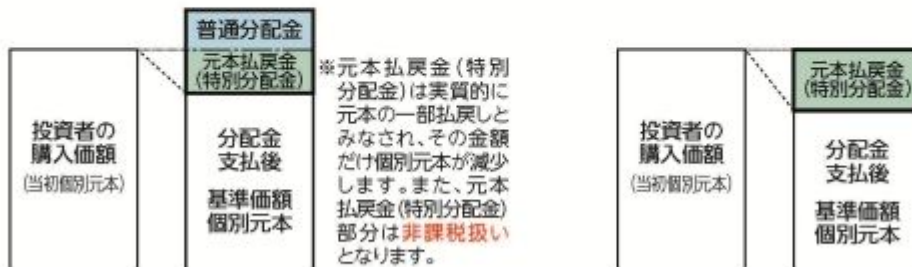 普通分配金
元本払戻金
(特別分配金)
投資者の
購入価額
(当初個別元本)
分配金
支払後
基準価額
個別元本
※元本払戻金(特別
分配金)は実質的に
元本の一部払戻しと
みなされ、その金額
だけ個別元本が減少
します。また、元本
払戻金(特別分配金)
部分は非課税扱い
となります。
投資者の
購入価額
(当初個別元本)
元本払戻金
(特別分配金)
分配金
支払後
基準価額
個別元本